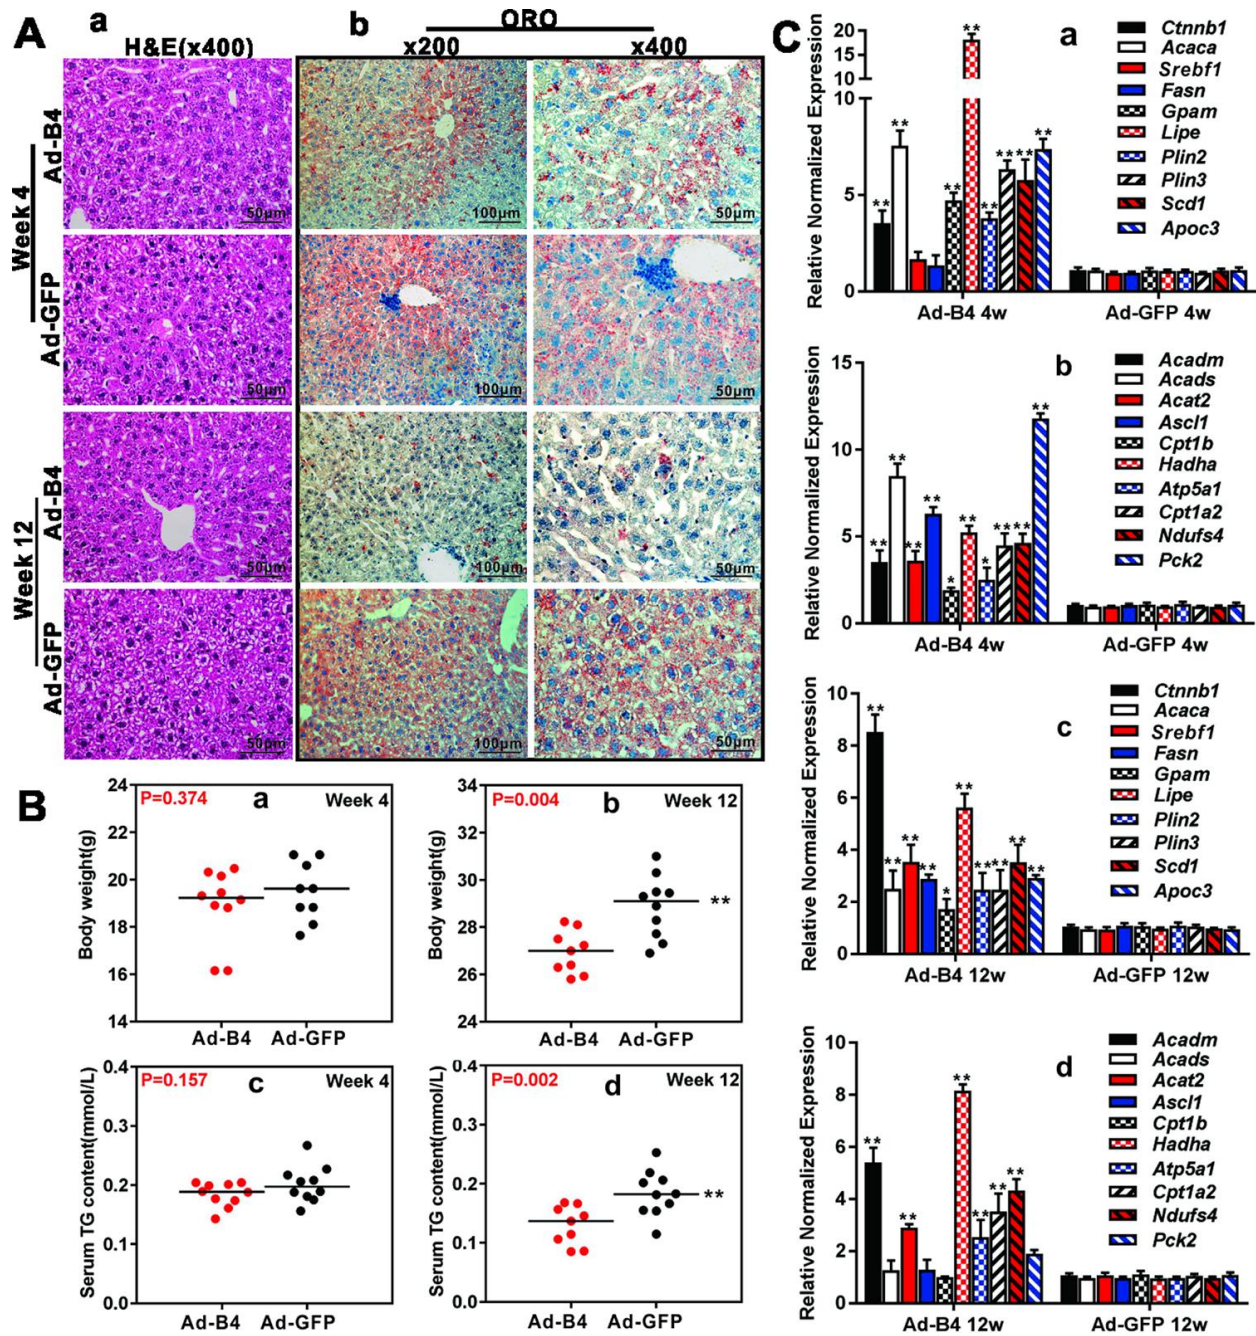 A
a
b
ORO
H&E(x400)
x200
x400
Week 4
Ad-B4
50μm
100μm
50μm
Ad-GFP
50μm
100μm
50μm
Week 12
Ad-B4
50μm
100μm
50μm
Ad-GFP
50μm
100μm
50μm
B
P=0.374
a
Week 4
Body weight(g)
24
22
20
18
16
14
Ad-B4
Ad-GFP
P=0.004
b
Week 12
Body weight(g)
34
32
30
28
26
24
**
Ad-B4
Ad-GFP
P=0.157
c
Week 4
Serum TG content(mmol/L)
0.4
0.3
0.2
0.1
0.0
Ad-B4
Ad-GFP
P=0.002
d
Week 12
Serum TG content(mmol/L)
0.4
0.3
0.2
0.1
0.0
**
Ad-B4
Ad-GFP
C
a
Relative Normalized Expression
20
15
10
10
5
0
** ** ** ** ** ** ** **
Ad-B4 4w
Ad-GFP 4w
Ctnnb1
Acaca
Srebf1
Fasn
Gpam
Lipe
Plin2
Plin3
Scd1
Apoc3
b
Relative Normalized Expression
15
10
5
0
** ** ** ** * ** * ** ** **
Ad-B4 4w
Ad-GFP 4w
Acadm
Acads
Acat2
Ascl1
Cpt1b
Hadha
Atp5a1
Cpt1a2
Ndufs4
Pck2
c
Relative Normalized Expression
10
8
6
4
2
0
** ** ** ** * ** ** ** ** **
Ad-B4 12w
Ad-GFP 12w
Ctnnb1
Acaca
Srebf1
Fasn
Gpam
Lipe
Plin2
Plin3
Scd1
Apoc3
d
Relative Normalized Expression
10
8
6
4
2
0
** ** ** ** ** **
Ad-B4 12w
Ad-GFP 12w
Acadm
Acads
Acat2
Ascl1
Cpt1b
Hadha
Atp5a1
Cpt1a2
Ndufs4
Pck2